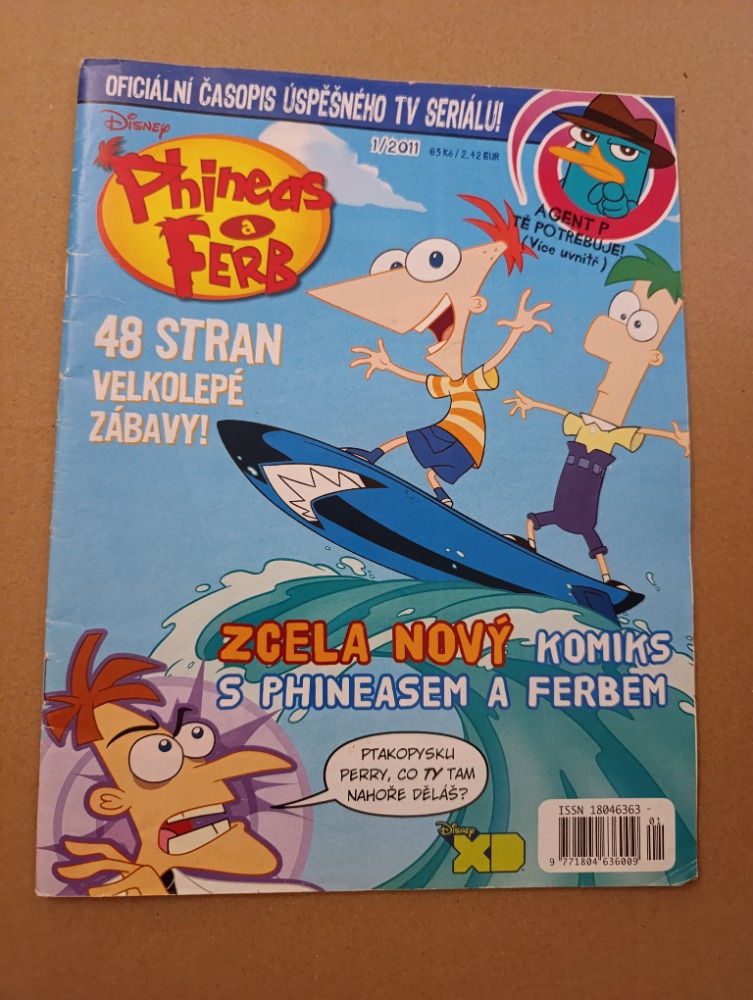 OFICIÁLNÍ ČASOPIS ÚSPĚŠNÉHO TV SERIÁLU!
Disney
Phineas
a
FERB
1/2011 63 Kč / 2,42 EUR
AGENT P
TĚ POTŘEBUJE!
(Více uvnitř)
48 STRAN
VELKOLEPÉ
ZÁBAVY!
ZCELA NOVÝ KOMIKS
S PHINEASEM A FERBEM
PTAKOPYSKU
PERRY, CO TY TAM
NAHOŘE DĚLÁŠ?
Disney
XD
ISSN 18046363 -
01
9 771804 636009